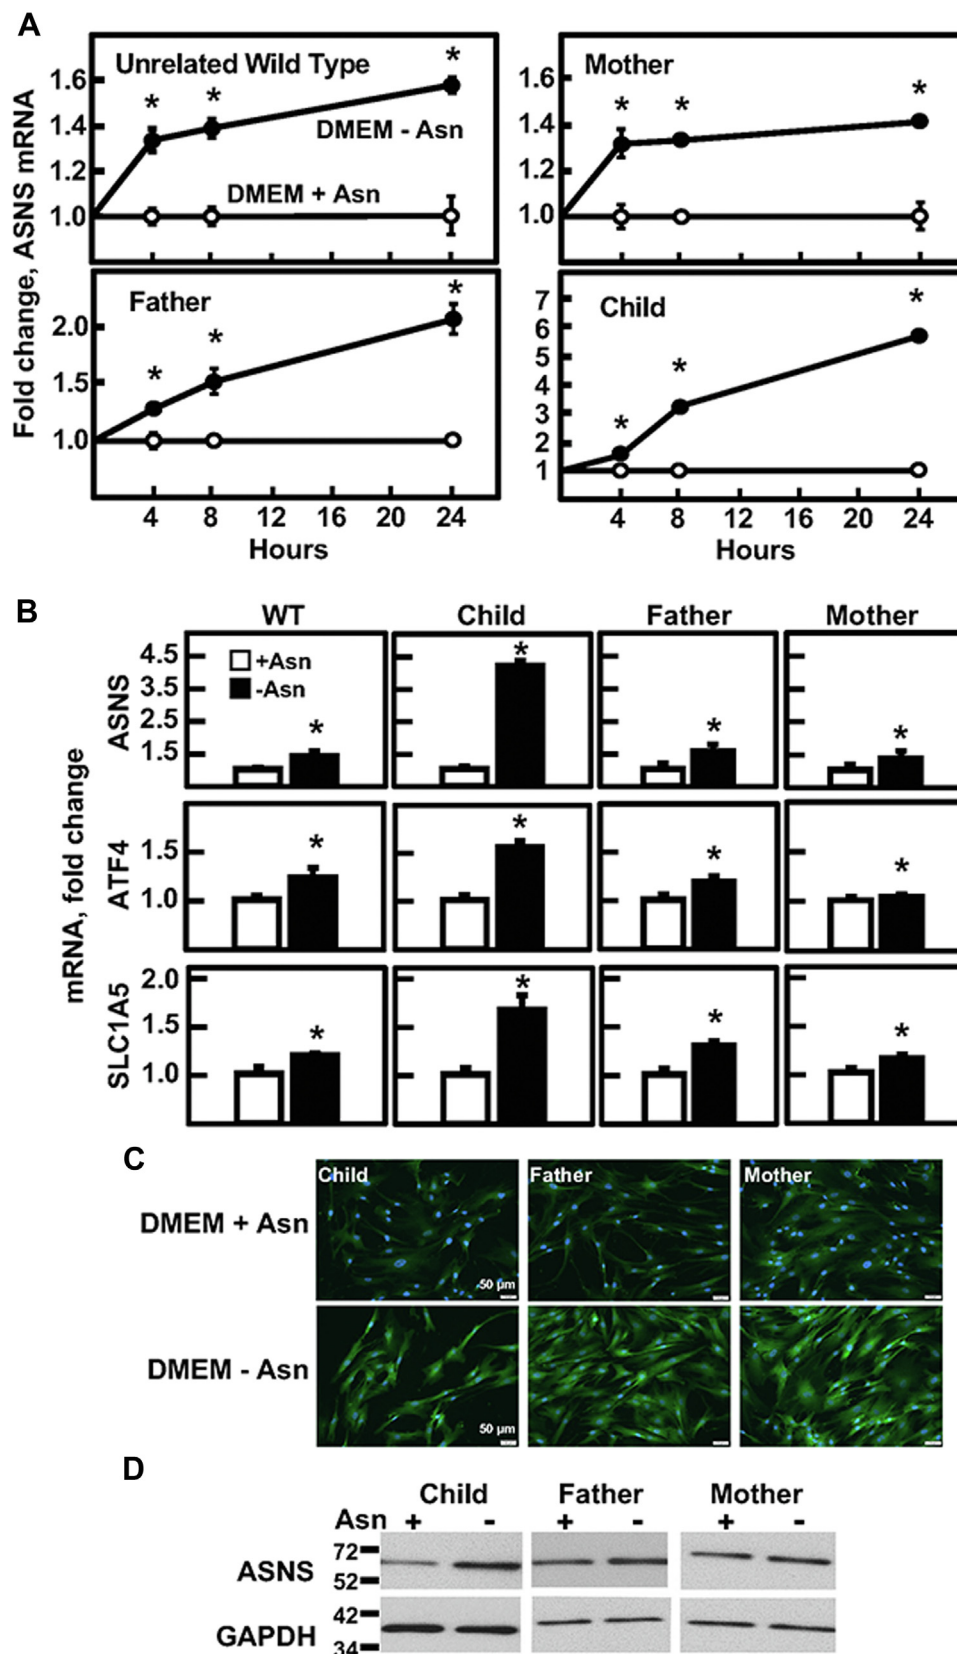 A
Fold change, ASNS mRNA
Unrelated Wild Type
1.6
1.4
1.2
1.0
*
*
*
DMEM - Asn
DMEM + Asn
Mother
1.6
1.4
1.2
1.0
*
*
*
Father
2.0
1.5
1.0
*
*
*
4 8 12 16 20 24
Hours
Child
7
6
5
4
3
2
1
*
*
*
4 8 12 16 20 24
Hours
B
WT Child Father Mother
mRNA, fold change
ASNS
4.5
3.5
2.5
1.5
+Asn
-Asn
* * * *
ATF4
1.5
1.0
* * * *
SLC1A5
2.0
1.5
1.0
* * * *
C
Child Father Mother
DMEM + Asn
50 µm
DMEM - Asn
50 µm
D
Child Father Mother
Asn + - + - + -
ASNS
72
52
GAPDH
42
34